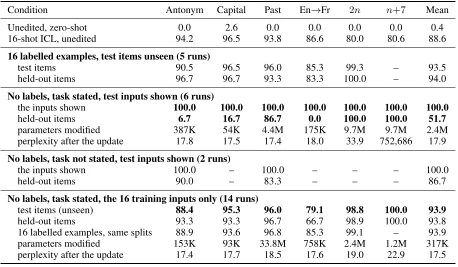 Condition Antonym Capital Past En→Fr 2n n+7 Mean
Unedited, zero-shot 0.0 2.6 0.0 0.0 0.0 0.0 0.4
16-shot ICL, unedited 94.2 96.5 93.8 86.6 80.0 80.6 88.6
16 labelled examples, test items unseen (5 runs)
test items 90.5 96.5 96.0 85.3 99.3 – 93.5
held-out items 96.7 96.7 93.3 83.3 100.0 – 94.0
No labels, task stated, test inputs shown (6 runs)
the inputs shown 100.0 100.0 100.0 100.0 100.0 100.0 100.0
held-out items 6.7 16.7 86.7 0.0 100.0 100.0 51.7
parameters modified 387K 54K 4.4M 175K 9.7M 9.7M 2.4M
perplexity after the update 17.8 17.5 17.4 18.0 33.9 752,686 17.9
No labels, task not stated, test inputs shown (2 runs)
the inputs shown 100.0 – 100.0 – – – 100.0
held-out items 90.0 – 83.3 – – – 86.7
No labels, task stated, the 16 training inputs only (14 runs)
test items (unseen) 88.4 95.3 96.0 79.1 98.8 100.0 93.9
held-out items 93.3 93.3 96.7 66.7 98.9 100.0 93.8
16 labelled examples, same splits 88.9 93.6 96.8 85.3 99.1 – 93.9
parameters modified 153K 93K 33.8M 758K 2.4M 1.2M 317K
perplexity after the update 17.4 17.7 18.5 17.6 19.0 22.9 17.5